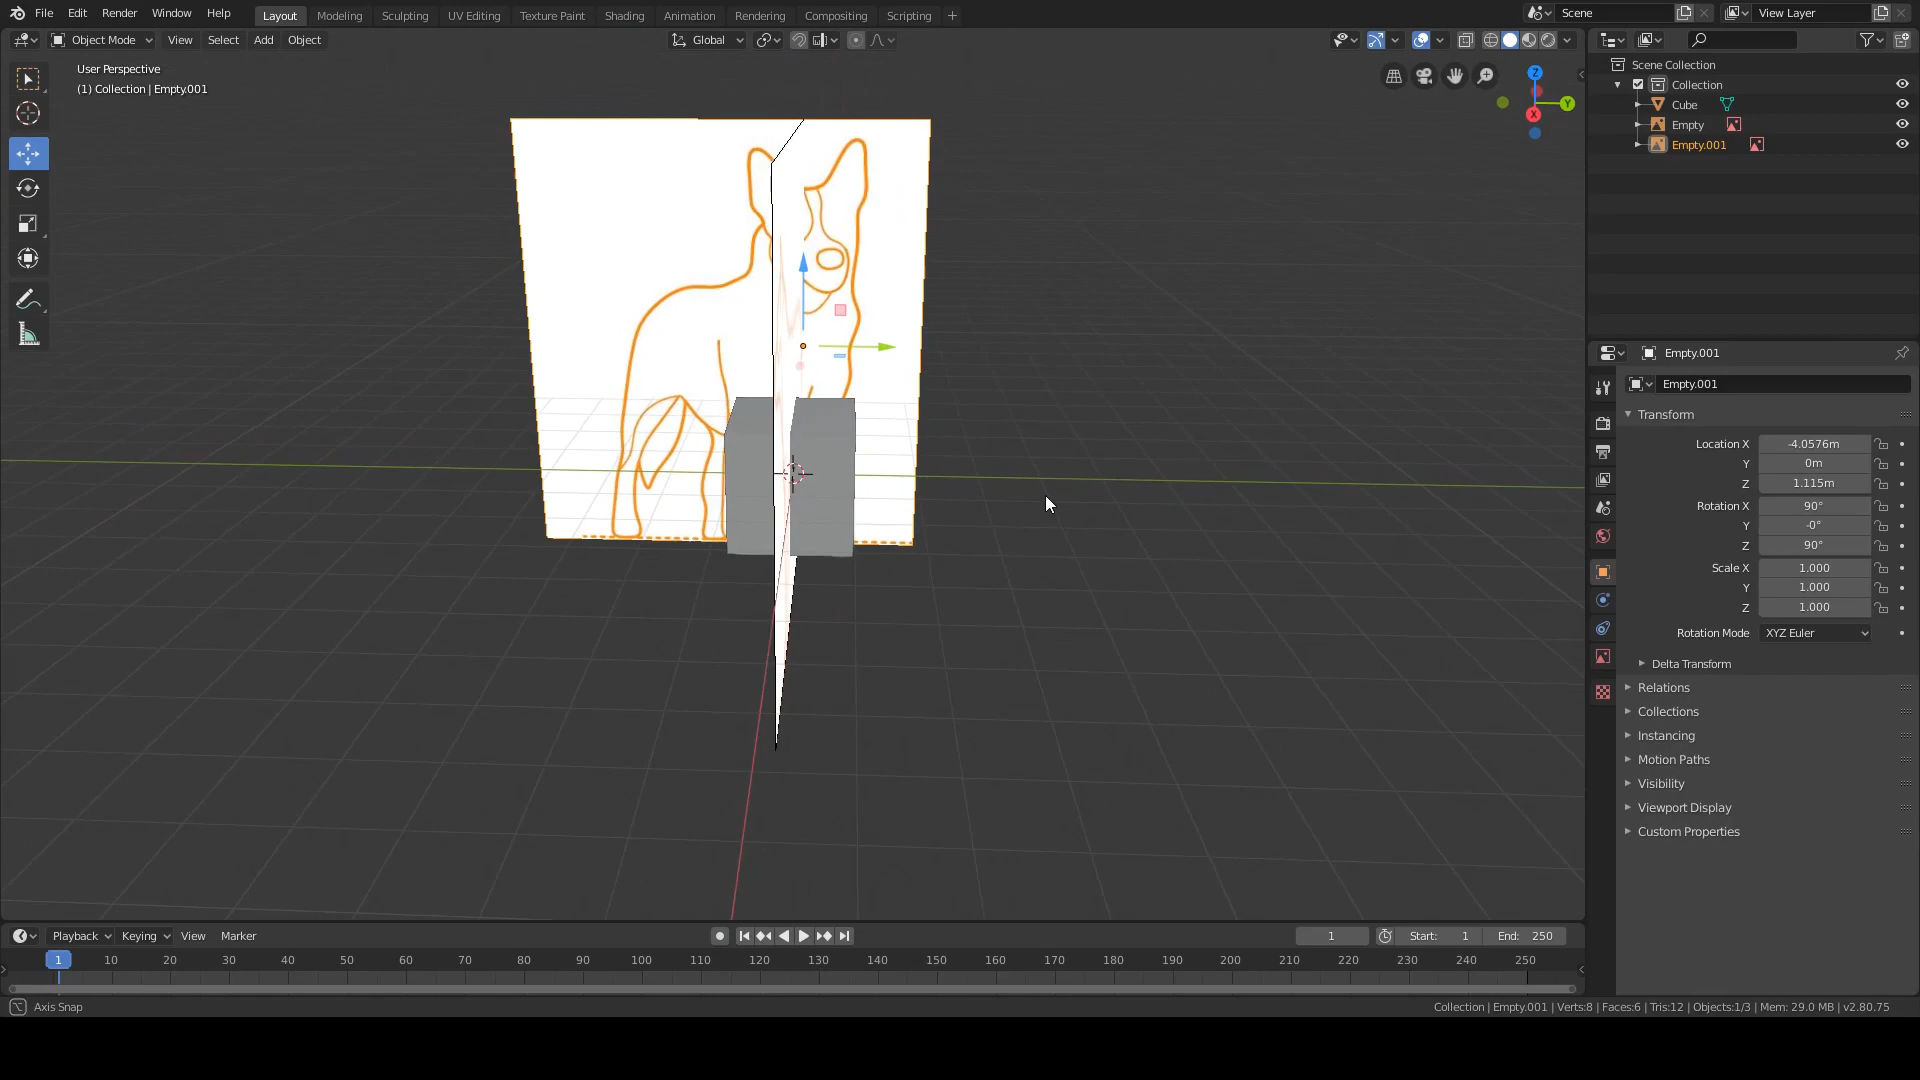 File Edit Render Window Help Layout Modeling Sculpting UV Editing Texture Paint Shading Animation Rendering Compositing Scripting + Scene View Layer
Object Mode View Select Add Object Global
User Perspective
(1) Collection | Empty.001
Z
Y
X
Scene Collection
Collection
Cube
Empty
Empty.001
Empty.001
Empty.001
Transform
Location X -4.0576m
Y 0m
Z 1.115m
Rotation X 90°
Y -0°
Z 90°
Scale X 1.000
Y 1.000
Z 1.000
Rotation Mode XYZ Euler
Delta Transform
Relations
Collections
Instancing
Motion Paths
Visibility
Viewport Display
Custom Properties
Playback Keying View Marker 1 Start: 1 End: 250
1 10 20 30 40 50 60 70 80 90 100 110 120 130 140 150 160 170 180 190 200 210 220 230 240 250
Axis Snap Collection | Empty.001 | Verts:8 | Faces:6 | Tris:12 | Objects:1/3 | Mem: 29.0 MB | v2.80.75